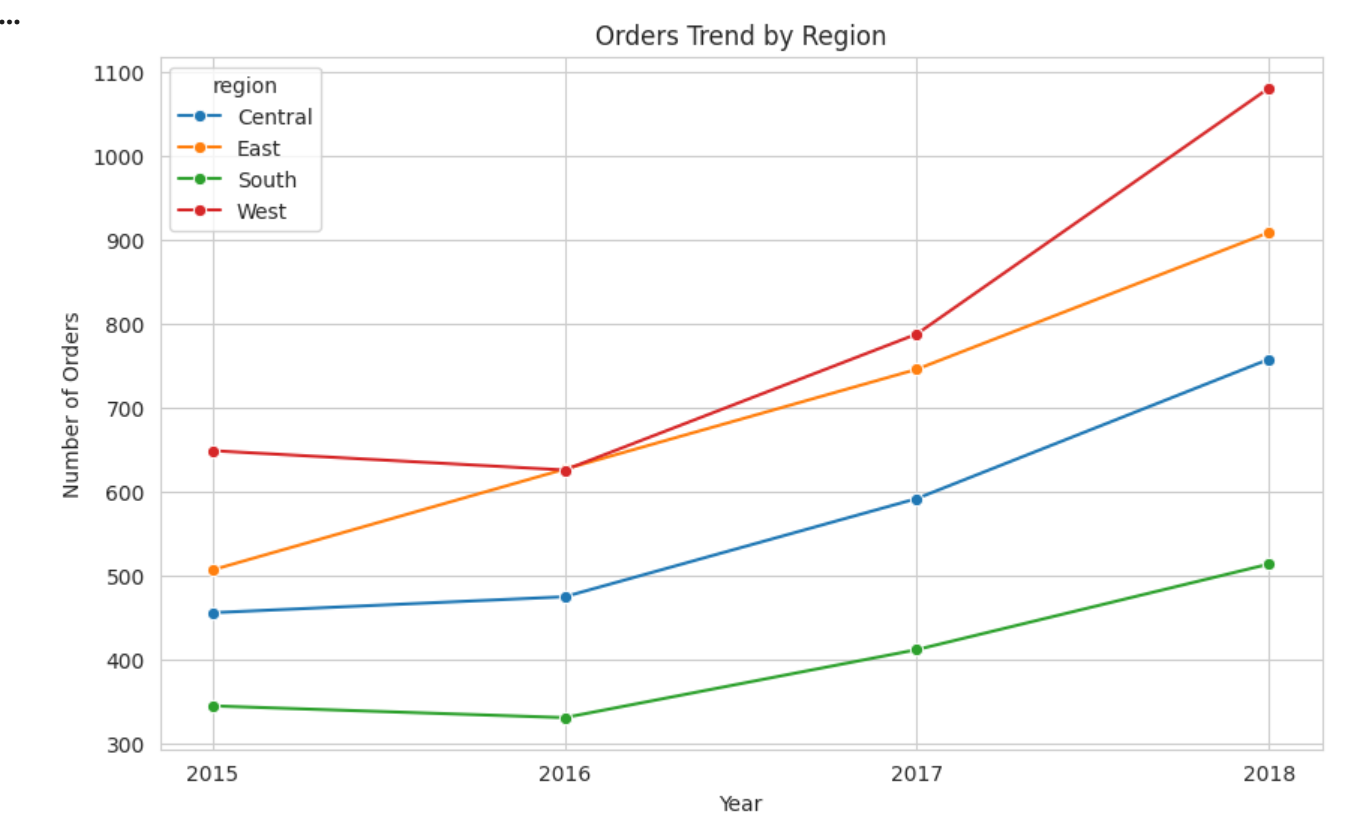 ...
Orders Trend by Region
region
Central
East
South
West
Number of Orders
1100
1000
900
800
700
600
500
400
300
2015 2016 2017 2018
Year